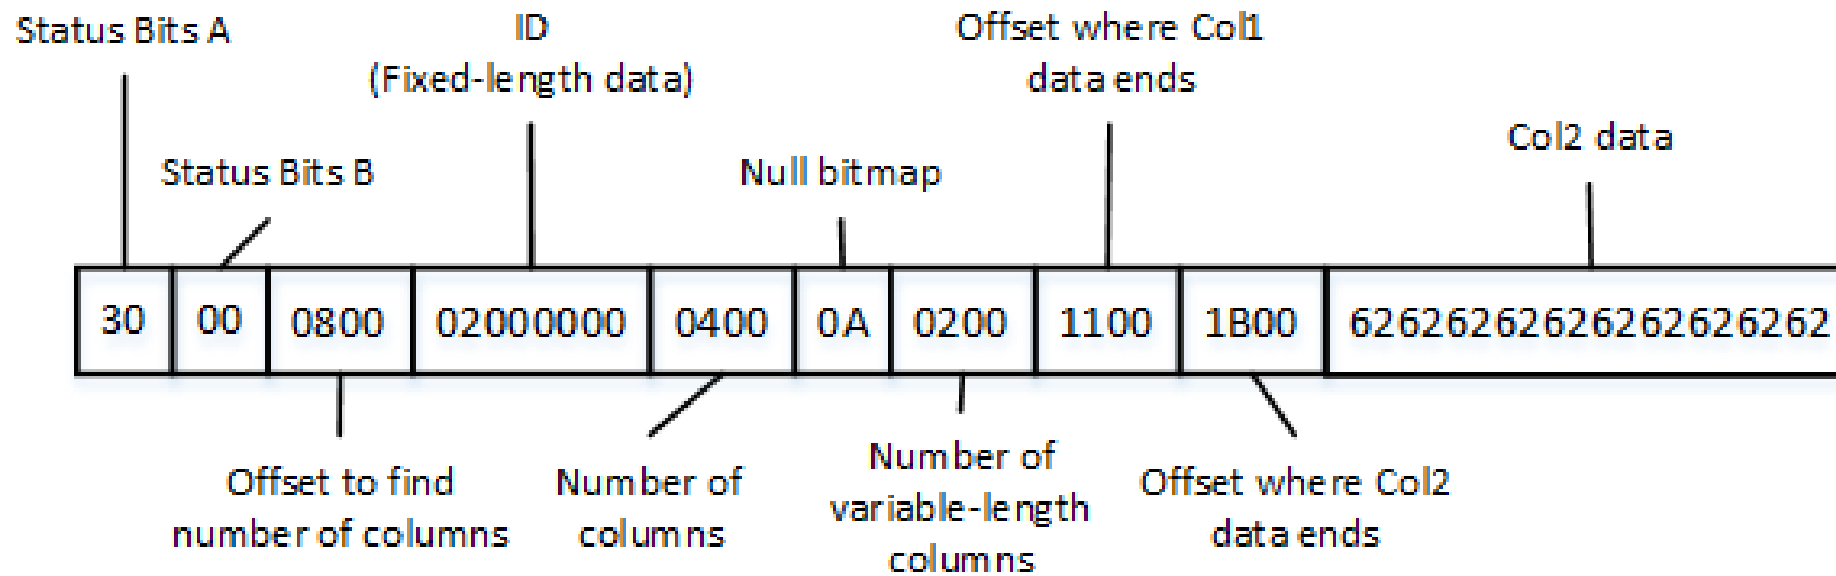 Status Bits A
ID
(Fixed-length data)
Offset where Col1
data ends
Col2 data
Status Bits B
Null bitmap
30 00 0800 02000000 0400 0A 0200 1100 1B00 62626262626262626262
Offset to find
number of columns
Number of
columns
Number of
variable-length
columns
Offset where Col2
data ends